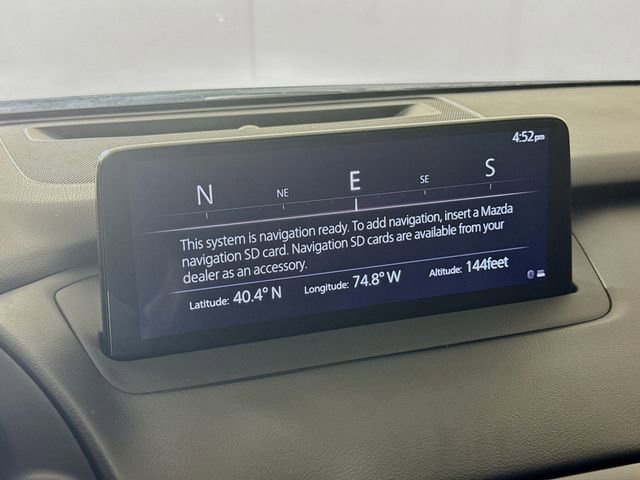 4:52pm
N NE E SE S
This system is navigation ready. To add navigation, insert a Mazda
navigation SD card. Navigation SD cards are available from your
dealer as an accessory.
Latitude: 40.4° N Longitude: 74.8° W Altitude: 144feet